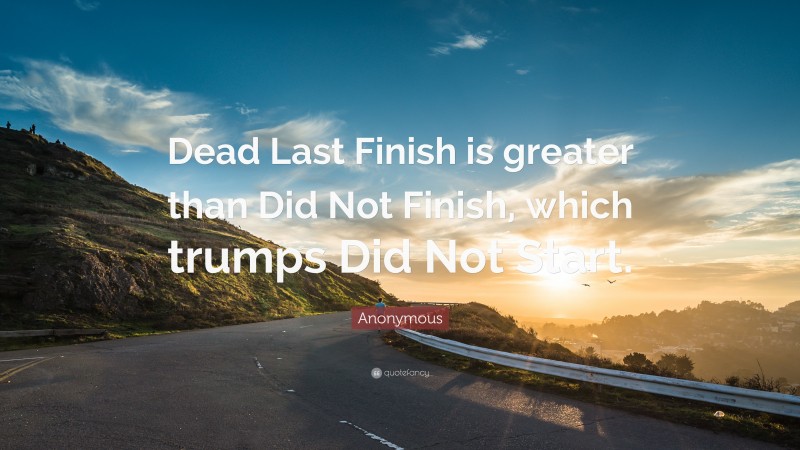 Dead Last Finish is greater
than Did Not Finish, which
trumps Did Not Start.
Anonymous
quotefancy